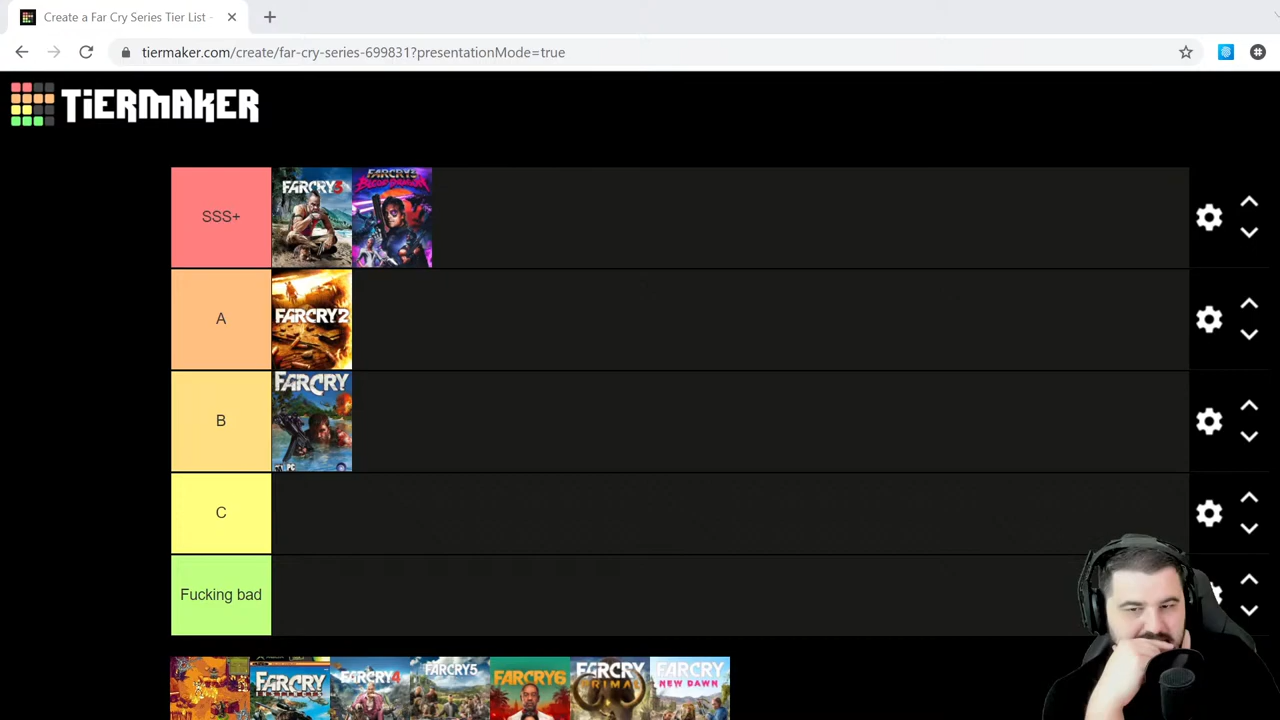 Create a Far Cry Series Tier List -
tiermaker.com/create/far-cry-series-699831?presentationMode=true
TiERMAKER
SSS+
FARCRY3
FARCRY3
BLOOD DRAGON
A
FARCRY2
B
FARCRY
PC
C
Fucking bad
FARCRY
FARCRY4
FARCRY5
FARCRY6
FARCRY
PRIMAL
FARCRY
NEW DAWN